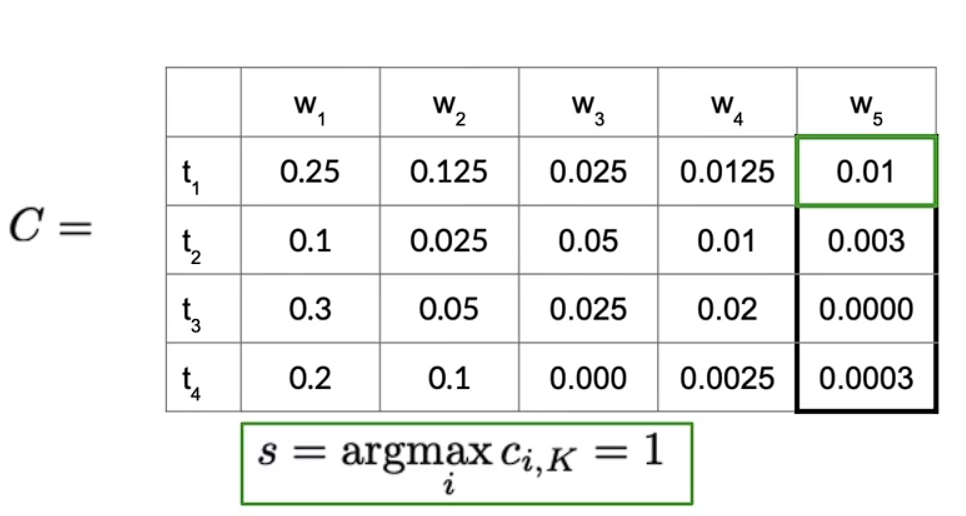 w₁ w₂ w₃ w₄ w₅
t₁ 0.25 0.125 0.025 0.0125 0.01
C =
t₂ 0.1 0.025 0.05 0.01 0.003
t₃ 0.3 0.05 0.025 0.02 0.0000
t₄ 0.2 0.1 0.000 0.0025 0.0003
s = argmax c_{i,K} = 1
i